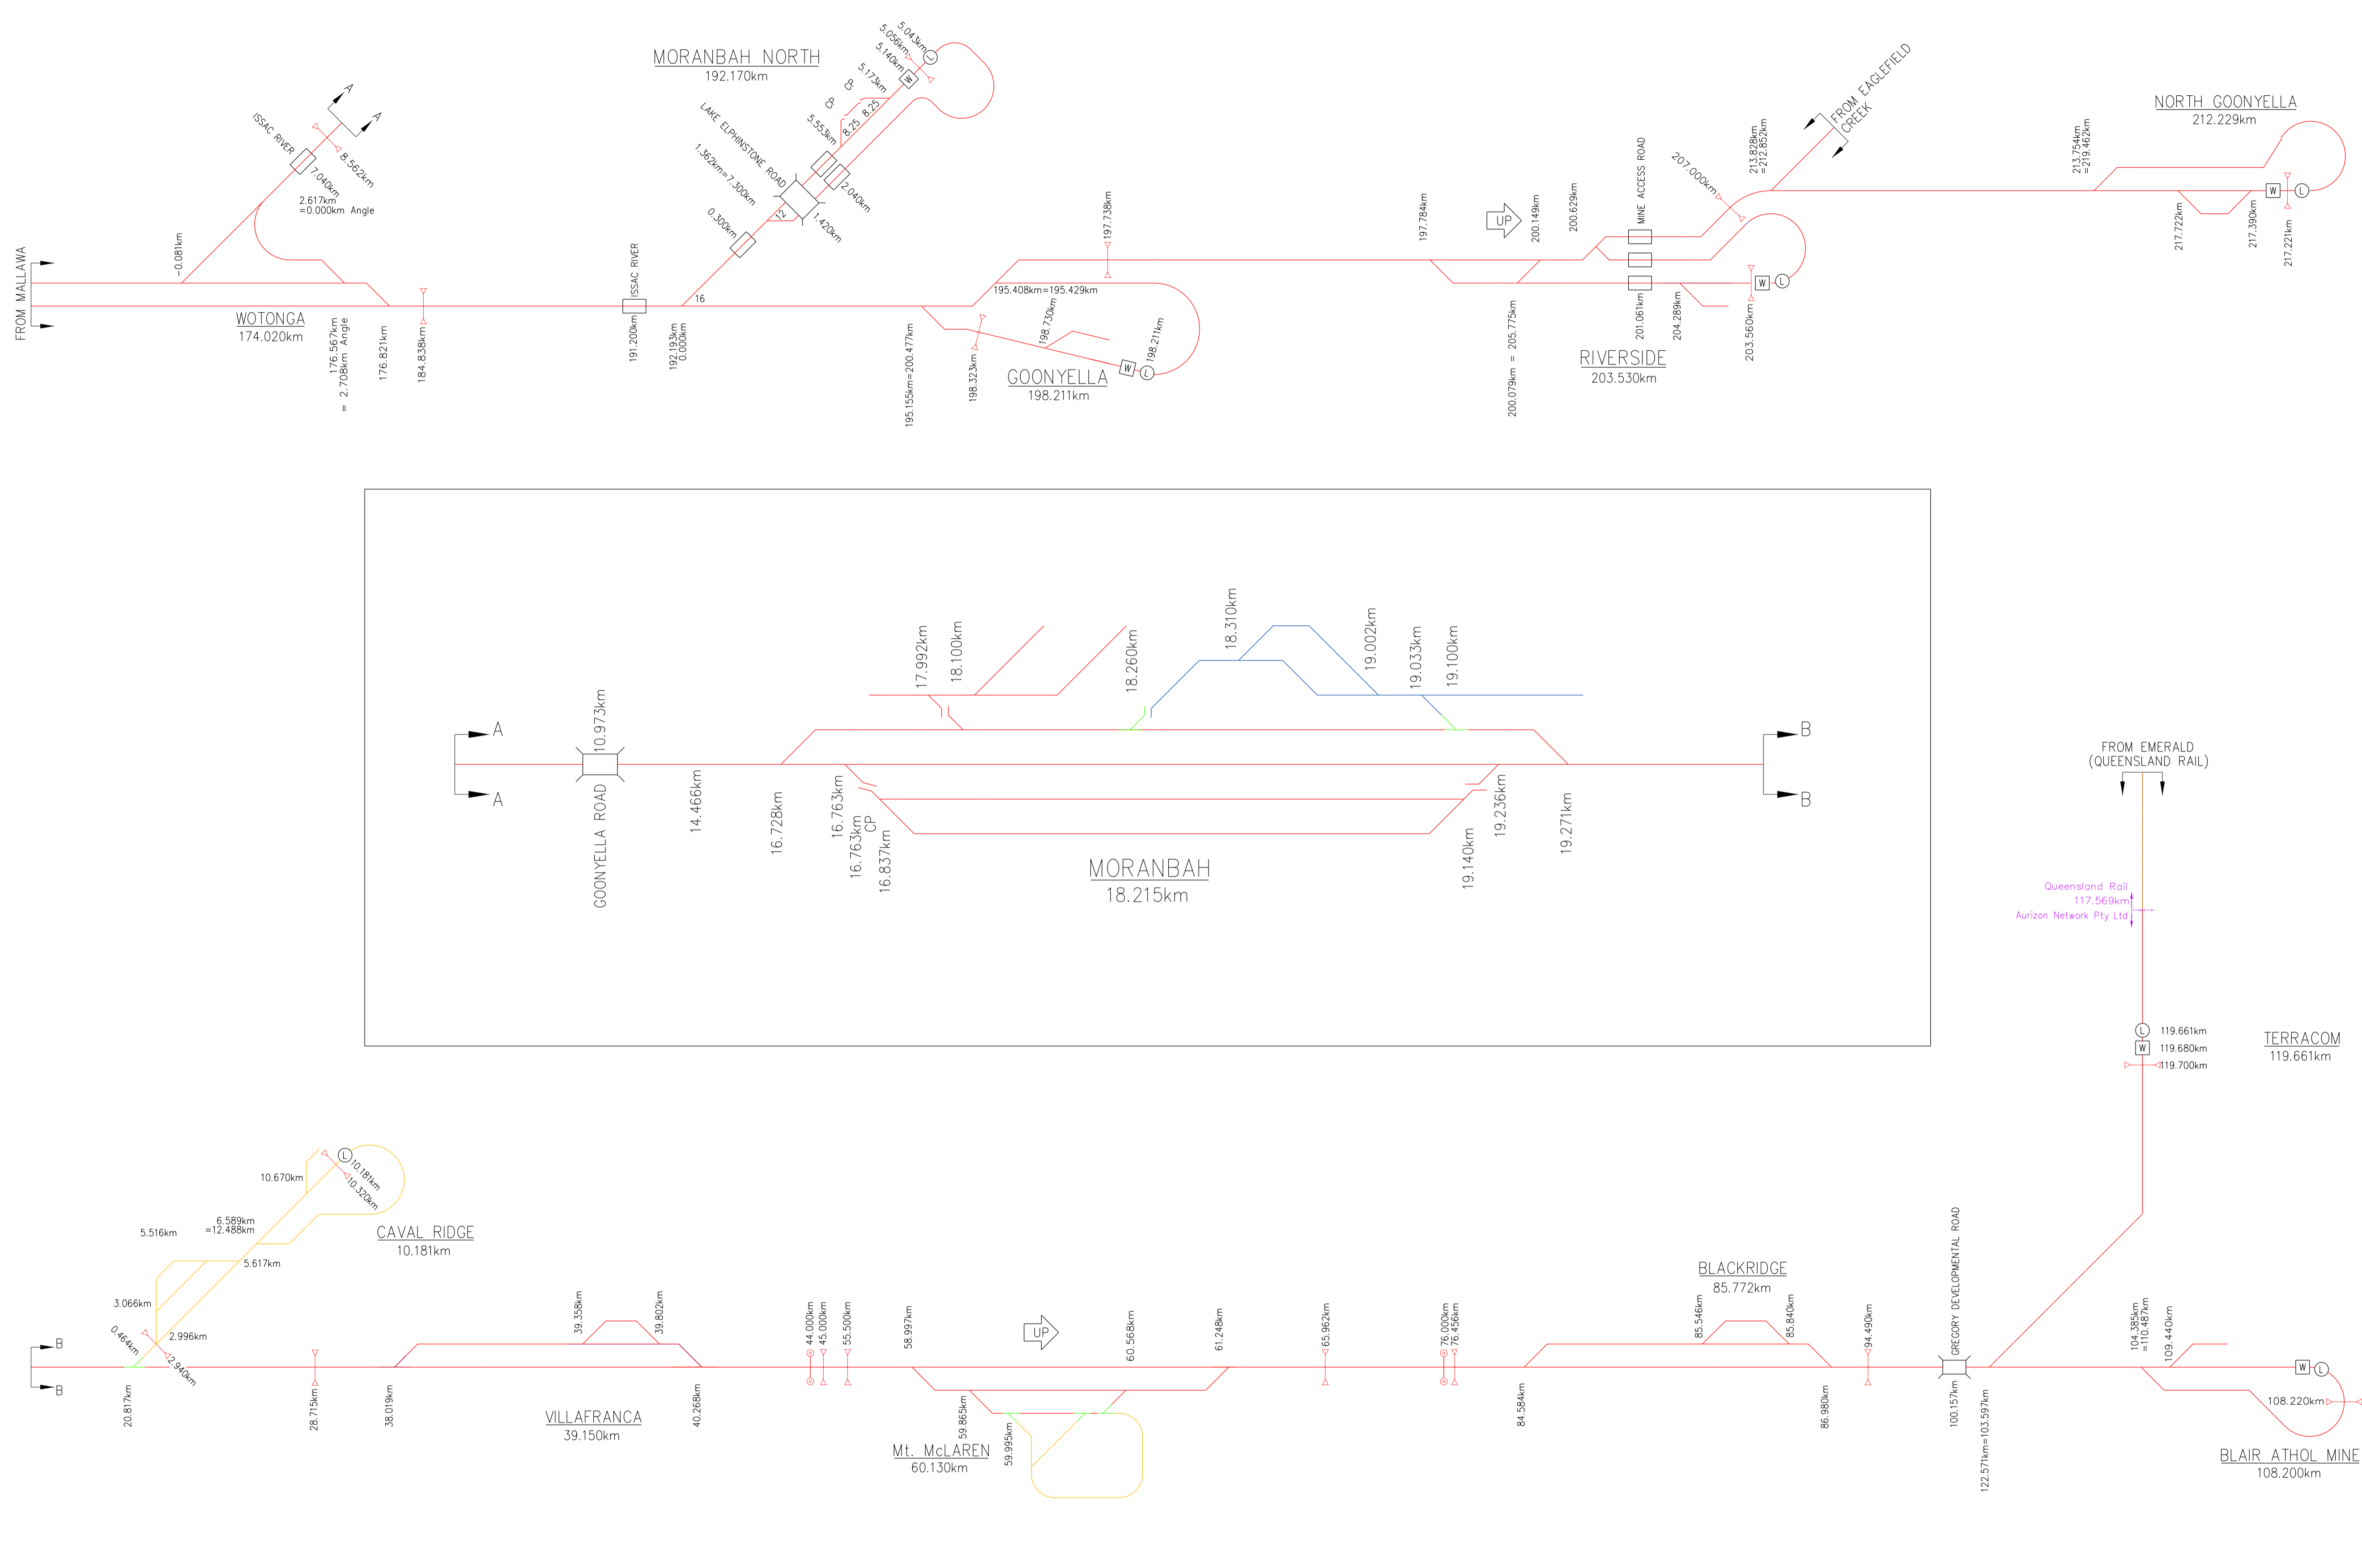 FROM MALLAWA
-0.081km
WOTONGA
174.020km
ISSAC RIVER
7.040km
8.562km
A
A
2.617km
=0.000km Angle
176.567km
= 2.708km Angle
176.821km
184.838km
ISSAC RIVER
191.200km
192.193km
0.000km
16
MORANBAH NORTH
192.170km
0.300km
12
1.362km=7.300km
LAKE ELPHINSTONE ROAD
1.420km
2.040km
5.553km
CP
CP
8.25
8.25
5.173km
5.140km
W
5.056km
5.043km
L
195.155km=200.477km
195.408km=195.429km
198.323km
198.730km
W
L
198.211km
GOONYELLA
198.211km
197.738km
197.784km
UP
200.149km
200.079km = 205.775km
200.629km
MINE ACCESS ROAD
201.061km
204.289km
RIVERSIDE
203.530km
203.560km
W
L
207.000km
213.828km
=212.852km
FROM EAGLEFIELD
CREEK
213.754km
=219.462km
NORTH GOONYELLA
212.229km
217.722km
217.390km
W
L
217.221km
A
A
10.973km
GOONYELLA ROAD
14.466km
16.728km
16.763km
16.763km
CP
16.837km
17.992km
18.100km
18.260km
18.310km
19.002km
19.033km
19.100km
19.140km
19.236km
19.271km
B
B
MORANBAH
18.215km
FROM EMERALD
(QUEENSLAND RAIL)
Queensland Rail
117.569km
Aurizon Network Pty Ltd
L
119.661km
W
119.680km
119.700km
TERRACOM
119.661km
B
B
20.817km
0.464km
2.940km
2.996km
3.066km
5.516km
5.617km
6.589km
=12.488km
10.670km
L
10.181km
10.320km
CAVAL RIDGE
10.181km
28.715km
38.019km
VILLAFRANCA
39.150km
39.358km
39.802km
40.268km
44.000km
45.000km
55.500km
58.997km
59.865km
59.995km
Mt. McLAREN
60.130km
UP
60.568km
61.248km
65.962km
76.000km
76.456km
84.584km
BLACKRIDGE
85.772km
85.546km
85.840km
86.980km
94.490km
GREGORY DEVELOPMENTAL ROAD
100.157km
122.571km=103.597km
104.385km
=110.487km
109.440km
W
L
108.220km
BLAIR ATHOL MINE
108.200km